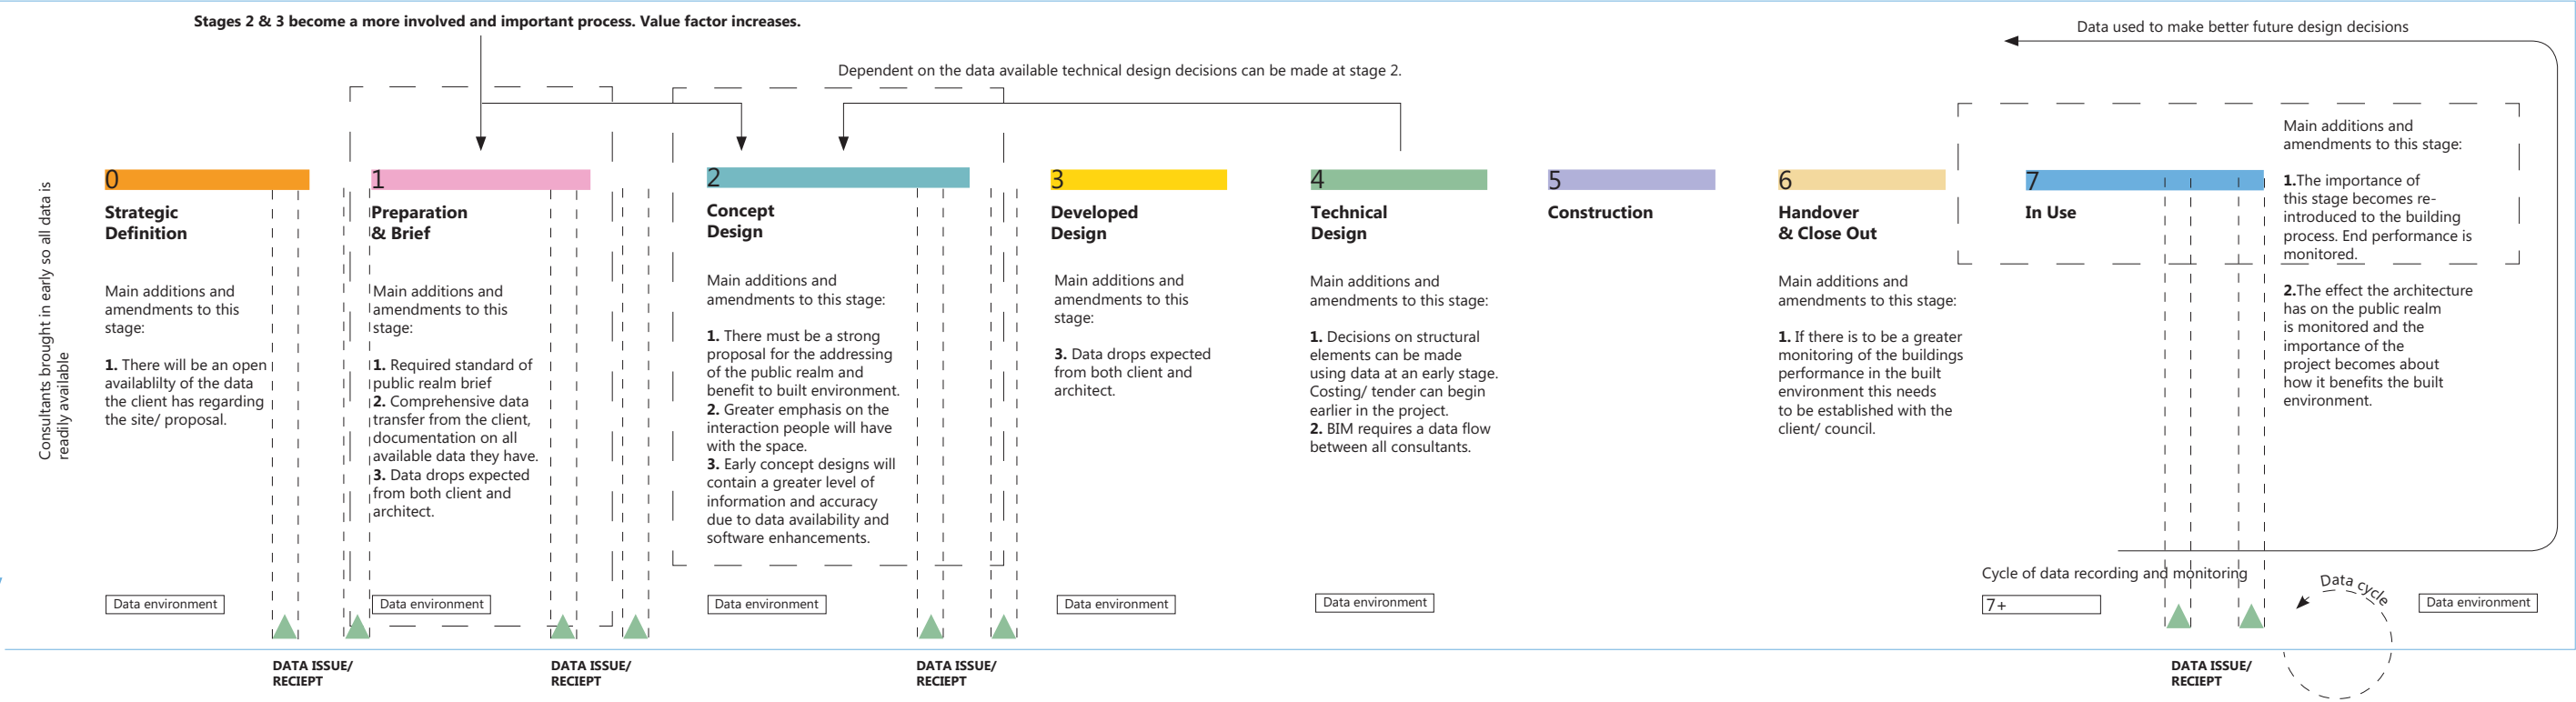 Stages 2 & 3 become a more involved and important process. Value factor increases.
Data used to make better future design decisions
Dependent on the data available technical design decisions can be made at stage 2.
Consultants brought in early so all data is
readily available
0
Strategic
Definition
Main additions and
amendments to this
stage:
1. There will be an open
availablilty of the data
the client has regarding
the site/ proposal.
Data environment
1
Preparation
& Brief
Main additions and
amendments to this
stage:
1. Required standard of
public realm brief
2. Comprehensive data
transfer from the client,
documentation on all
available data they have.
3. Data drops expected
from both client and
architect.
Data environment
2
Concept
Design
Main additions and
amendments to this stage:
1. There must be a strong
proposal for the addressing
of the public realm and
benefit to built environment.
2. Greater emphasis on the
interaction people will have
with the space.
3. Early concept designs will
contain a greater level of
information and accuracy
due to data availability and
software enhancements.
Data environment
3
Developed
Design
Main additions and
amendments to this
stage:
3. Data drops expected
from both client and
architect.
Data environment
4
Technical
Design
Main additions and
amendments to this stage:
1. Decisions on structural
elements can be made
using data at an early stage.
Costing/ tender can begin
earlier in the project.
2. BIM requires a data flow
between all consultants.
Data environment
5
Construction
6
Handover
& Close Out
Main additions and
amendments to this stage:
1. If there is to be a greater
monitoring of the buildings
performance in the built
environment this needs
to be established with the
client/ council.
7
In Use
Main additions and
amendments to this stage:
1.The importance of
this stage becomes re-
introduced to the building
process. End performance is
monitored.
2.The effect the architecture
has on the public realm
is monitored and the
importance of the
project becomes about
how it benefits the built
environment.
Cycle of data recording and monitoring
7+
Data cycle
Data environment
DATA ISSUE/
RECIEPT
DATA ISSUE/
RECIEPT
DATA ISSUE/
RECIEPT
DATA ISSUE/
RECIEPT